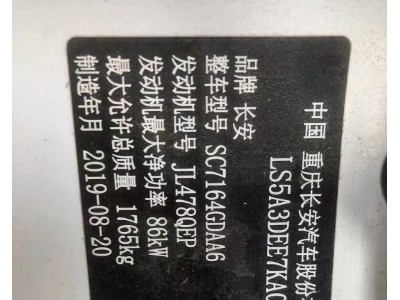 中国 重庆长安汽车股份
LS5A3DEE7KA
品牌 长安
整车型号 SC7164GDAA6
发动机型号 JL478QEP
发动机最大净功率 86kW
最大允许总质量 1765kg
制造年月 2019-08-20